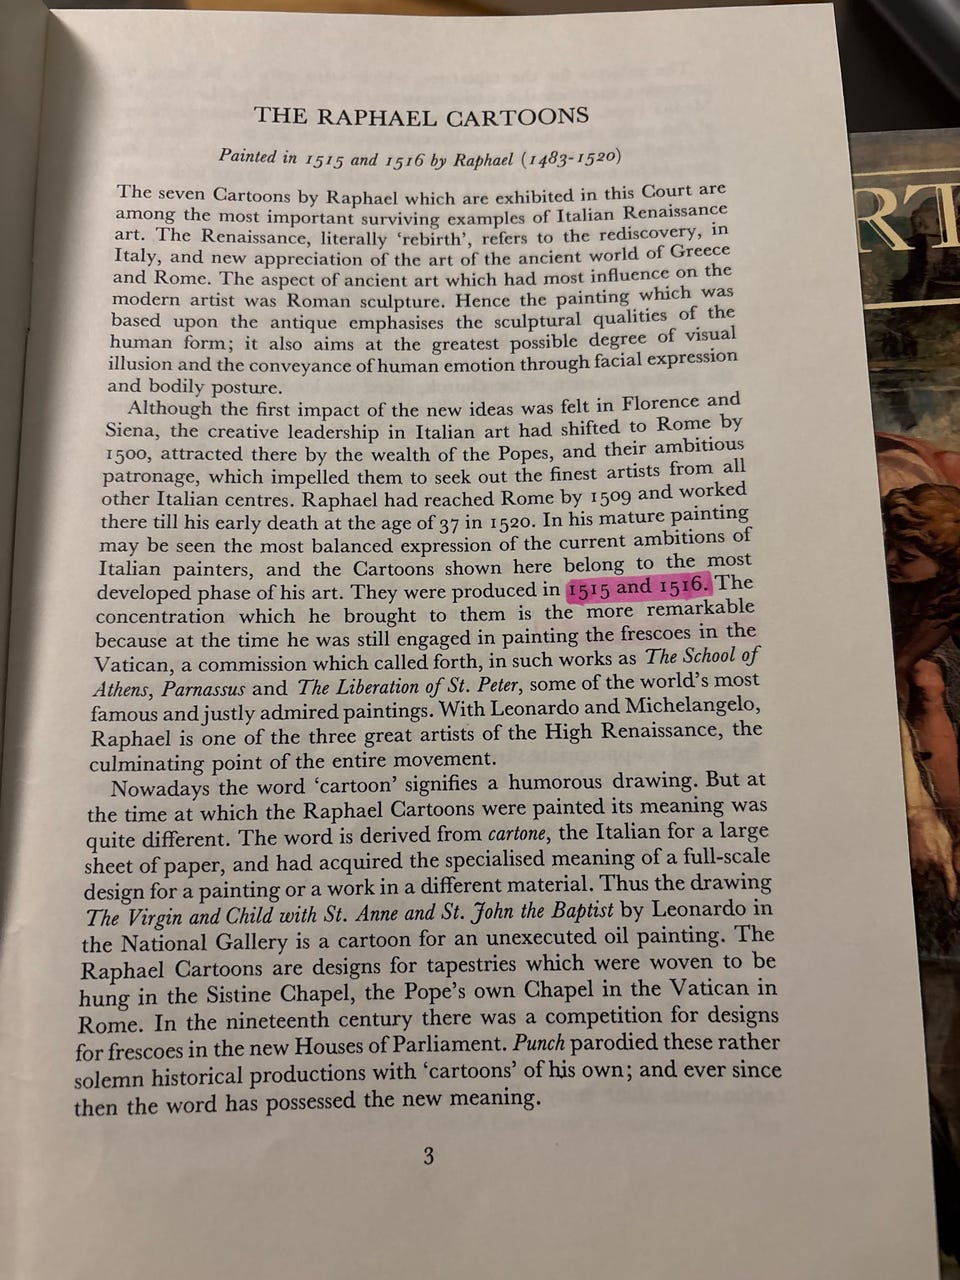 THE RAPHAEL CARTOONS
Painted in 1515 and 1516 by Raphael (1483-1520)
The seven Cartoons by Raphael which are exhibited in this Court are
among the most important surviving examples of Italian Renaissance
art. The Renaissance, literally ‘rebirth’, refers to the rediscovery, in
Italy, and new appreciation of the art of the ancient world of Greece
and Rome. The aspect of ancient art which had most influence on the
modern artist was Roman sculpture. Hence the painting which was
based upon the antique emphasises the sculptural qualities of the
human form; it also aims at the greatest possible degree of visual
illusion and the conveyance of human emotion through facial expression
and bodily posture.
Although the first impact of the new ideas was felt in Florence and
Siena, the creative leadership in Italian art had shifted to Rome by
1500, attracted there by the wealth of the Popes, and their ambitious
patronage, which impelled them to seek out the finest artists from all
other Italian centres. Raphael had reached Rome by 1509 and worked
there till his early death at the age of 37 in 1520. In his mature painting
may be seen the most balanced expression of the current ambitions of
Italian painters, and the Cartoons shown here belong to the most
developed phase of his art. They were produced in 1515 and 1516. The
concentration which he brought to them is the more remarkable
because at the time he was still engaged in painting the frescoes in the
Vatican, a commission which called forth, in such works as The School of
Athens, Parnassus and The Liberation of St. Peter, some of the world’s most
famous and justly admired paintings. With Leonardo and Michelangelo,
Raphael is one of the three great artists of the High Renaissance, the
culminating point of the entire movement.
Nowadays the word ‘cartoon’ signifies a humorous drawing. But at
the time at which the Raphael Cartoons were painted its meaning was
quite different. The word is derived from cartone, the Italian for a large
sheet of paper, and had acquired the specialised meaning of a full-scale
design for a painting or a work in a different material. Thus the drawing
The Virgin and Child with St. Anne and St. John the Baptist by Leonardo in
the National Gallery is a cartoon for an unexecuted oil painting. The
Raphael Cartoons are designs for tapestries which were woven to be
hung in the Sistine Chapel, the Pope’s own Chapel in the Vatican in
Rome. In the nineteenth century there was a competition for designs
for frescoes in the new Houses of Parliament. Punch parodied these rather
solemn historical productions with ‘cartoons’ of his own; and ever since
then the word has possessed the new meaning.
3
RT